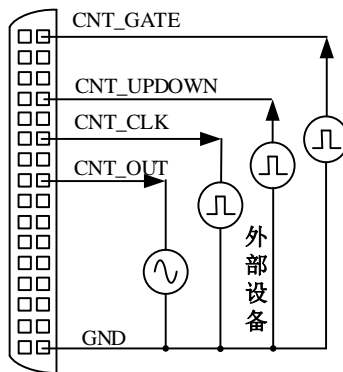 CNT_GATE
CNT_UPDOWN
CNT_CLK
CNT_OUT
外部设备
GND